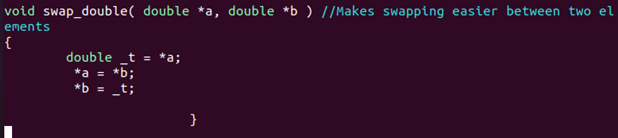 void swap_double( double *a, double *b ) //Makes swapping easier between two el
ements
{
        double _t = *a;
         *a = *b;
         *b = _t;
                        }